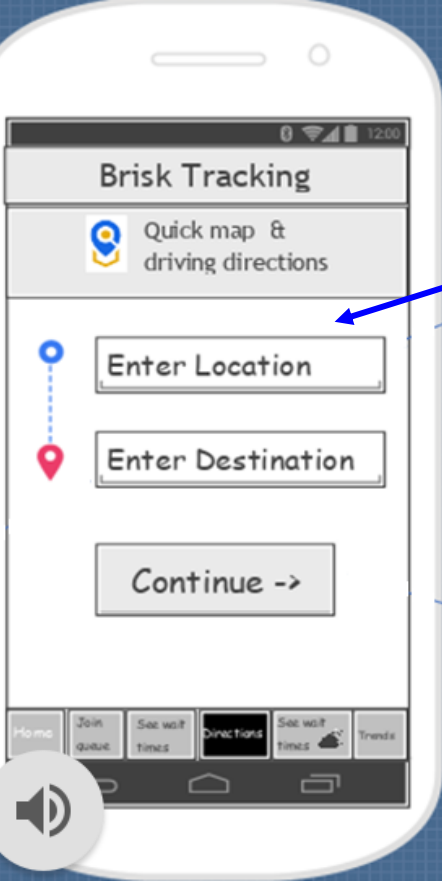 12:00
Brisk Tracking
Quick map &
driving directions
Enter Location
Enter Destination
Continue ->
Home
Join
queue
See wait
times
Directions
See wait
times
Trends